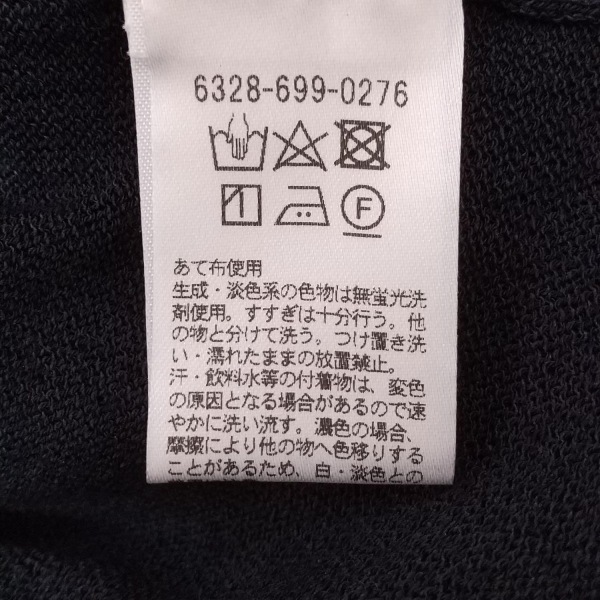 6328-699-0276
F
あて布使用
生成・淡色系の色物は無蛍光洗
剤使用。すすぎは十分行う。他
の物と分けて洗う。つけ置き洗
い・濡れたままの放置禁止。
汗・飲料水等の付着物は、変色
の原因となる場合があるので速
やかに洗い流す。濃色の場合、
摩擦により他の物へ色移りする
ことがあるため、白・淡色との